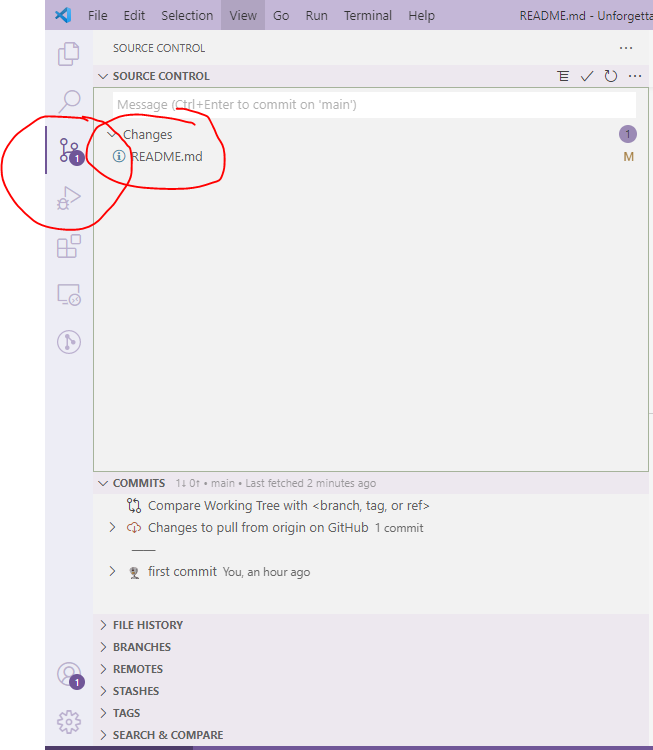 File Edit Selection View Go Run Terminal Help README.md - Unforgetta
SOURCE CONTROL
SOURCE CONTROL
Message (Ctrl+Enter to commit on 'main')
Changes 1
README.md M
1
COMMITS 1↓ 0↑ • main • Last fetched 2 minutes ago
Compare Working Tree with <branch, tag, or ref>
Changes to pull from origin on GitHub 1 commit
first commit You, an hour ago
FILE HISTORY
BRANCHES
REMOTES
1
STASHES
TAGS
SEARCH & COMPARE